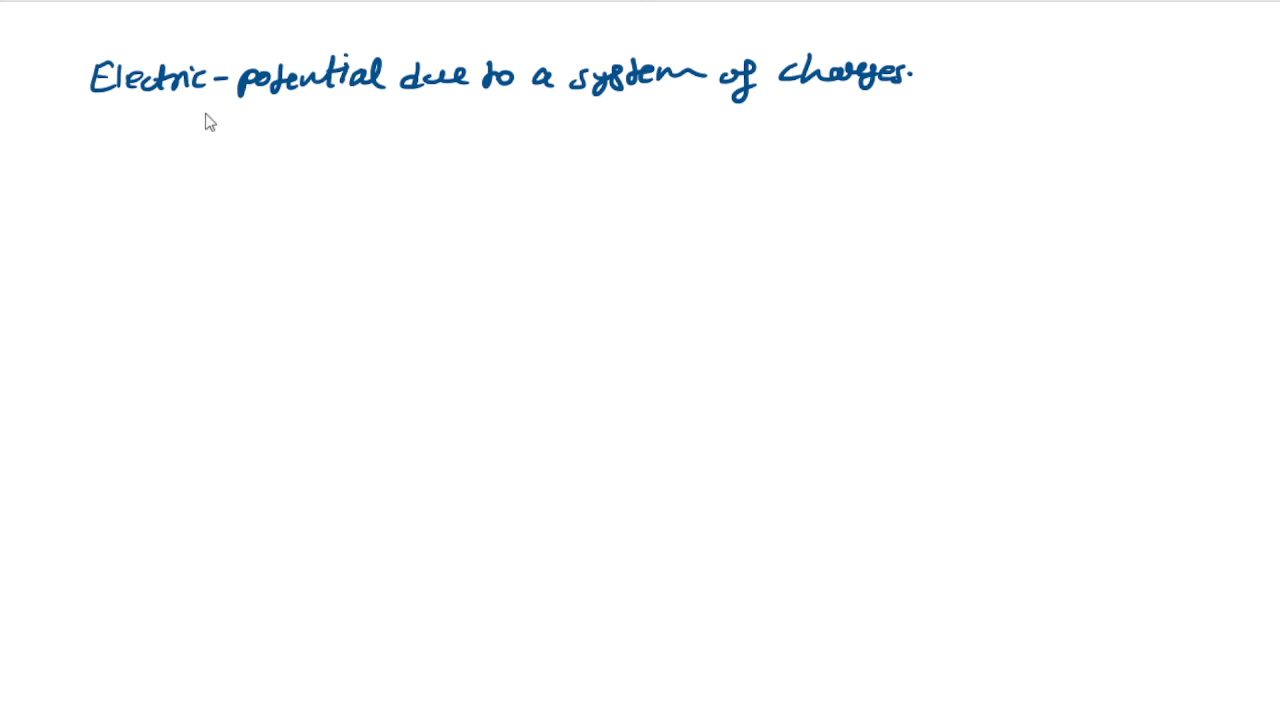 Electric-potential due to a system of charges.